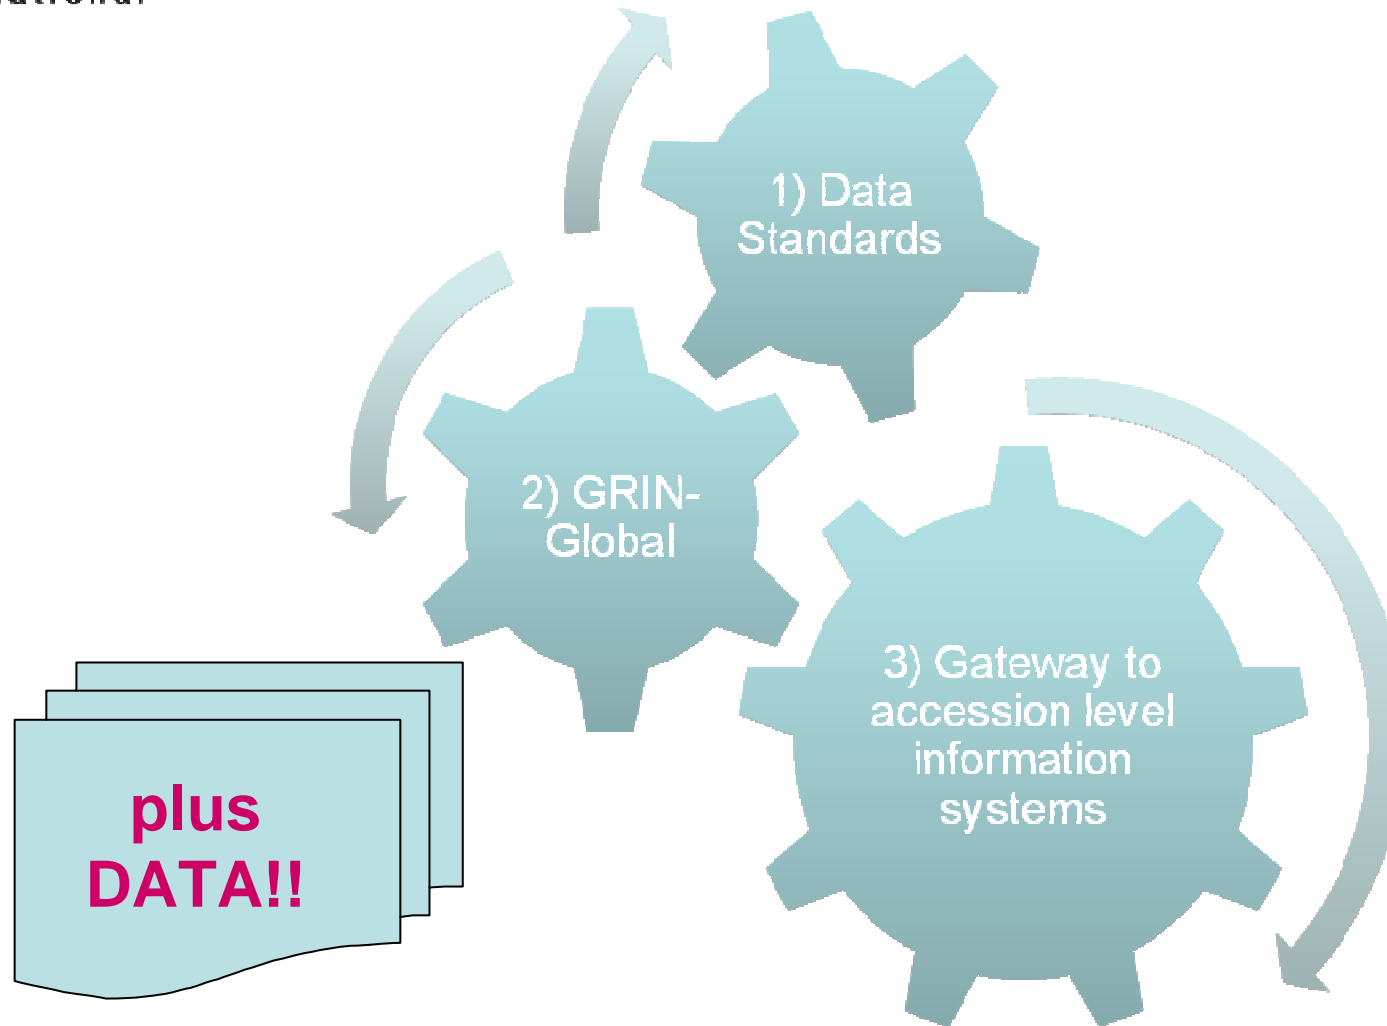 1) Data
Standards
2) GRIN-
Global
3) Gateway to
accession level
information
systems
plus
DATA!!